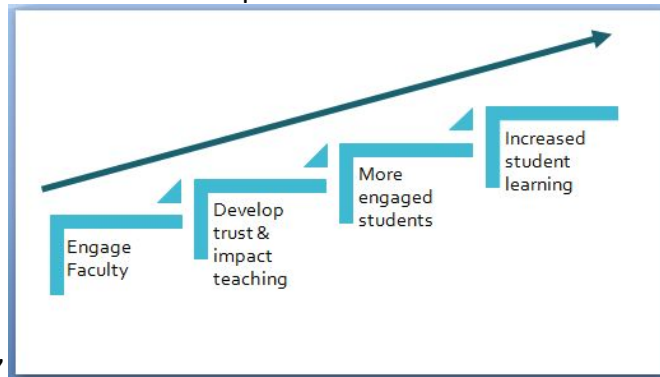 Engage
Faculty
Develop
trust &
impact
teaching
More
engaged
students
Increased
student
learning